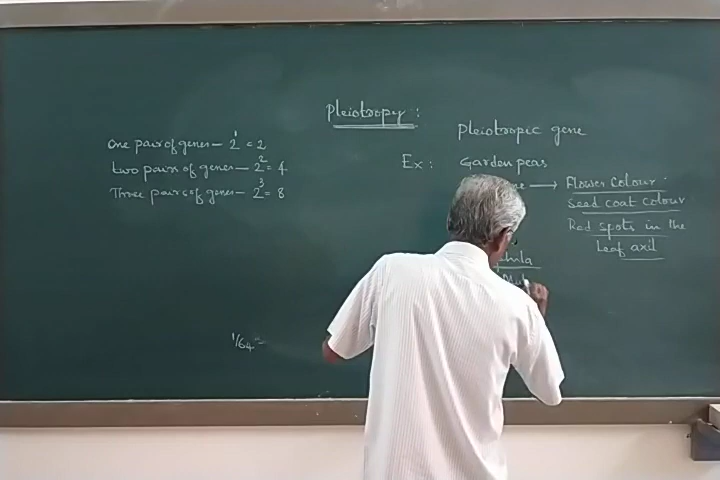 Pleiotropy :
One pair of genes – 2¹ = 2
two pairs of genes – 2² = 4
Three pairs of genes – 2³ = 8
1/64 =
Pleiotropic gene
Ex : Garden peas
→ Flower colour.
Seed coat colour
Red spots in the
Leaf axil